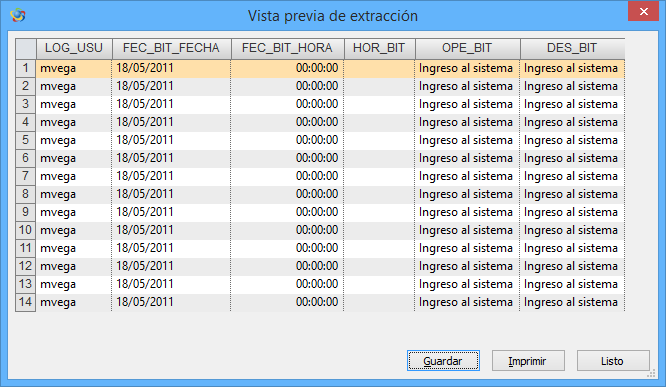 Vista previa de extracción
LOG_USU FEC_BIT_FECHA FEC_BIT_HORA HOR_BIT OPE_BIT DES_BIT
1 mvega 18/05/2011 00:00:00 Ingreso al sistema Ingreso al sistema
2 mvega 18/05/2011 00:00:00 Ingreso al sistema Ingreso al sistema
3 mvega 18/05/2011 00:00:00 Ingreso al sistema Ingreso al sistema
4 mvega 18/05/2011 00:00:00 Ingreso al sistema Ingreso al sistema
5 mvega 18/05/2011 00:00:00 Ingreso al sistema Ingreso al sistema
6 mvega 18/05/2011 00:00:00 Ingreso al sistema Ingreso al sistema
7 mvega 18/05/2011 00:00:00 Ingreso al sistema Ingreso al sistema
8 mvega 18/05/2011 00:00:00 Ingreso al sistema Ingreso al sistema
9 mvega 18/05/2011 00:00:00 Ingreso al sistema Ingreso al sistema
10 mvega 18/05/2011 00:00:00 Ingreso al sistema Ingreso al sistema
11 mvega 18/05/2011 00:00:00 Ingreso al sistema Ingreso al sistema
12 mvega 18/05/2011 00:00:00 Ingreso al sistema Ingreso al sistema
13 mvega 18/05/2011 00:00:00 Ingreso al sistema Ingreso al sistema
14 mvega 18/05/2011 00:00:00 Ingreso al sistema Ingreso al sistema
Guardar Imprimir Listo